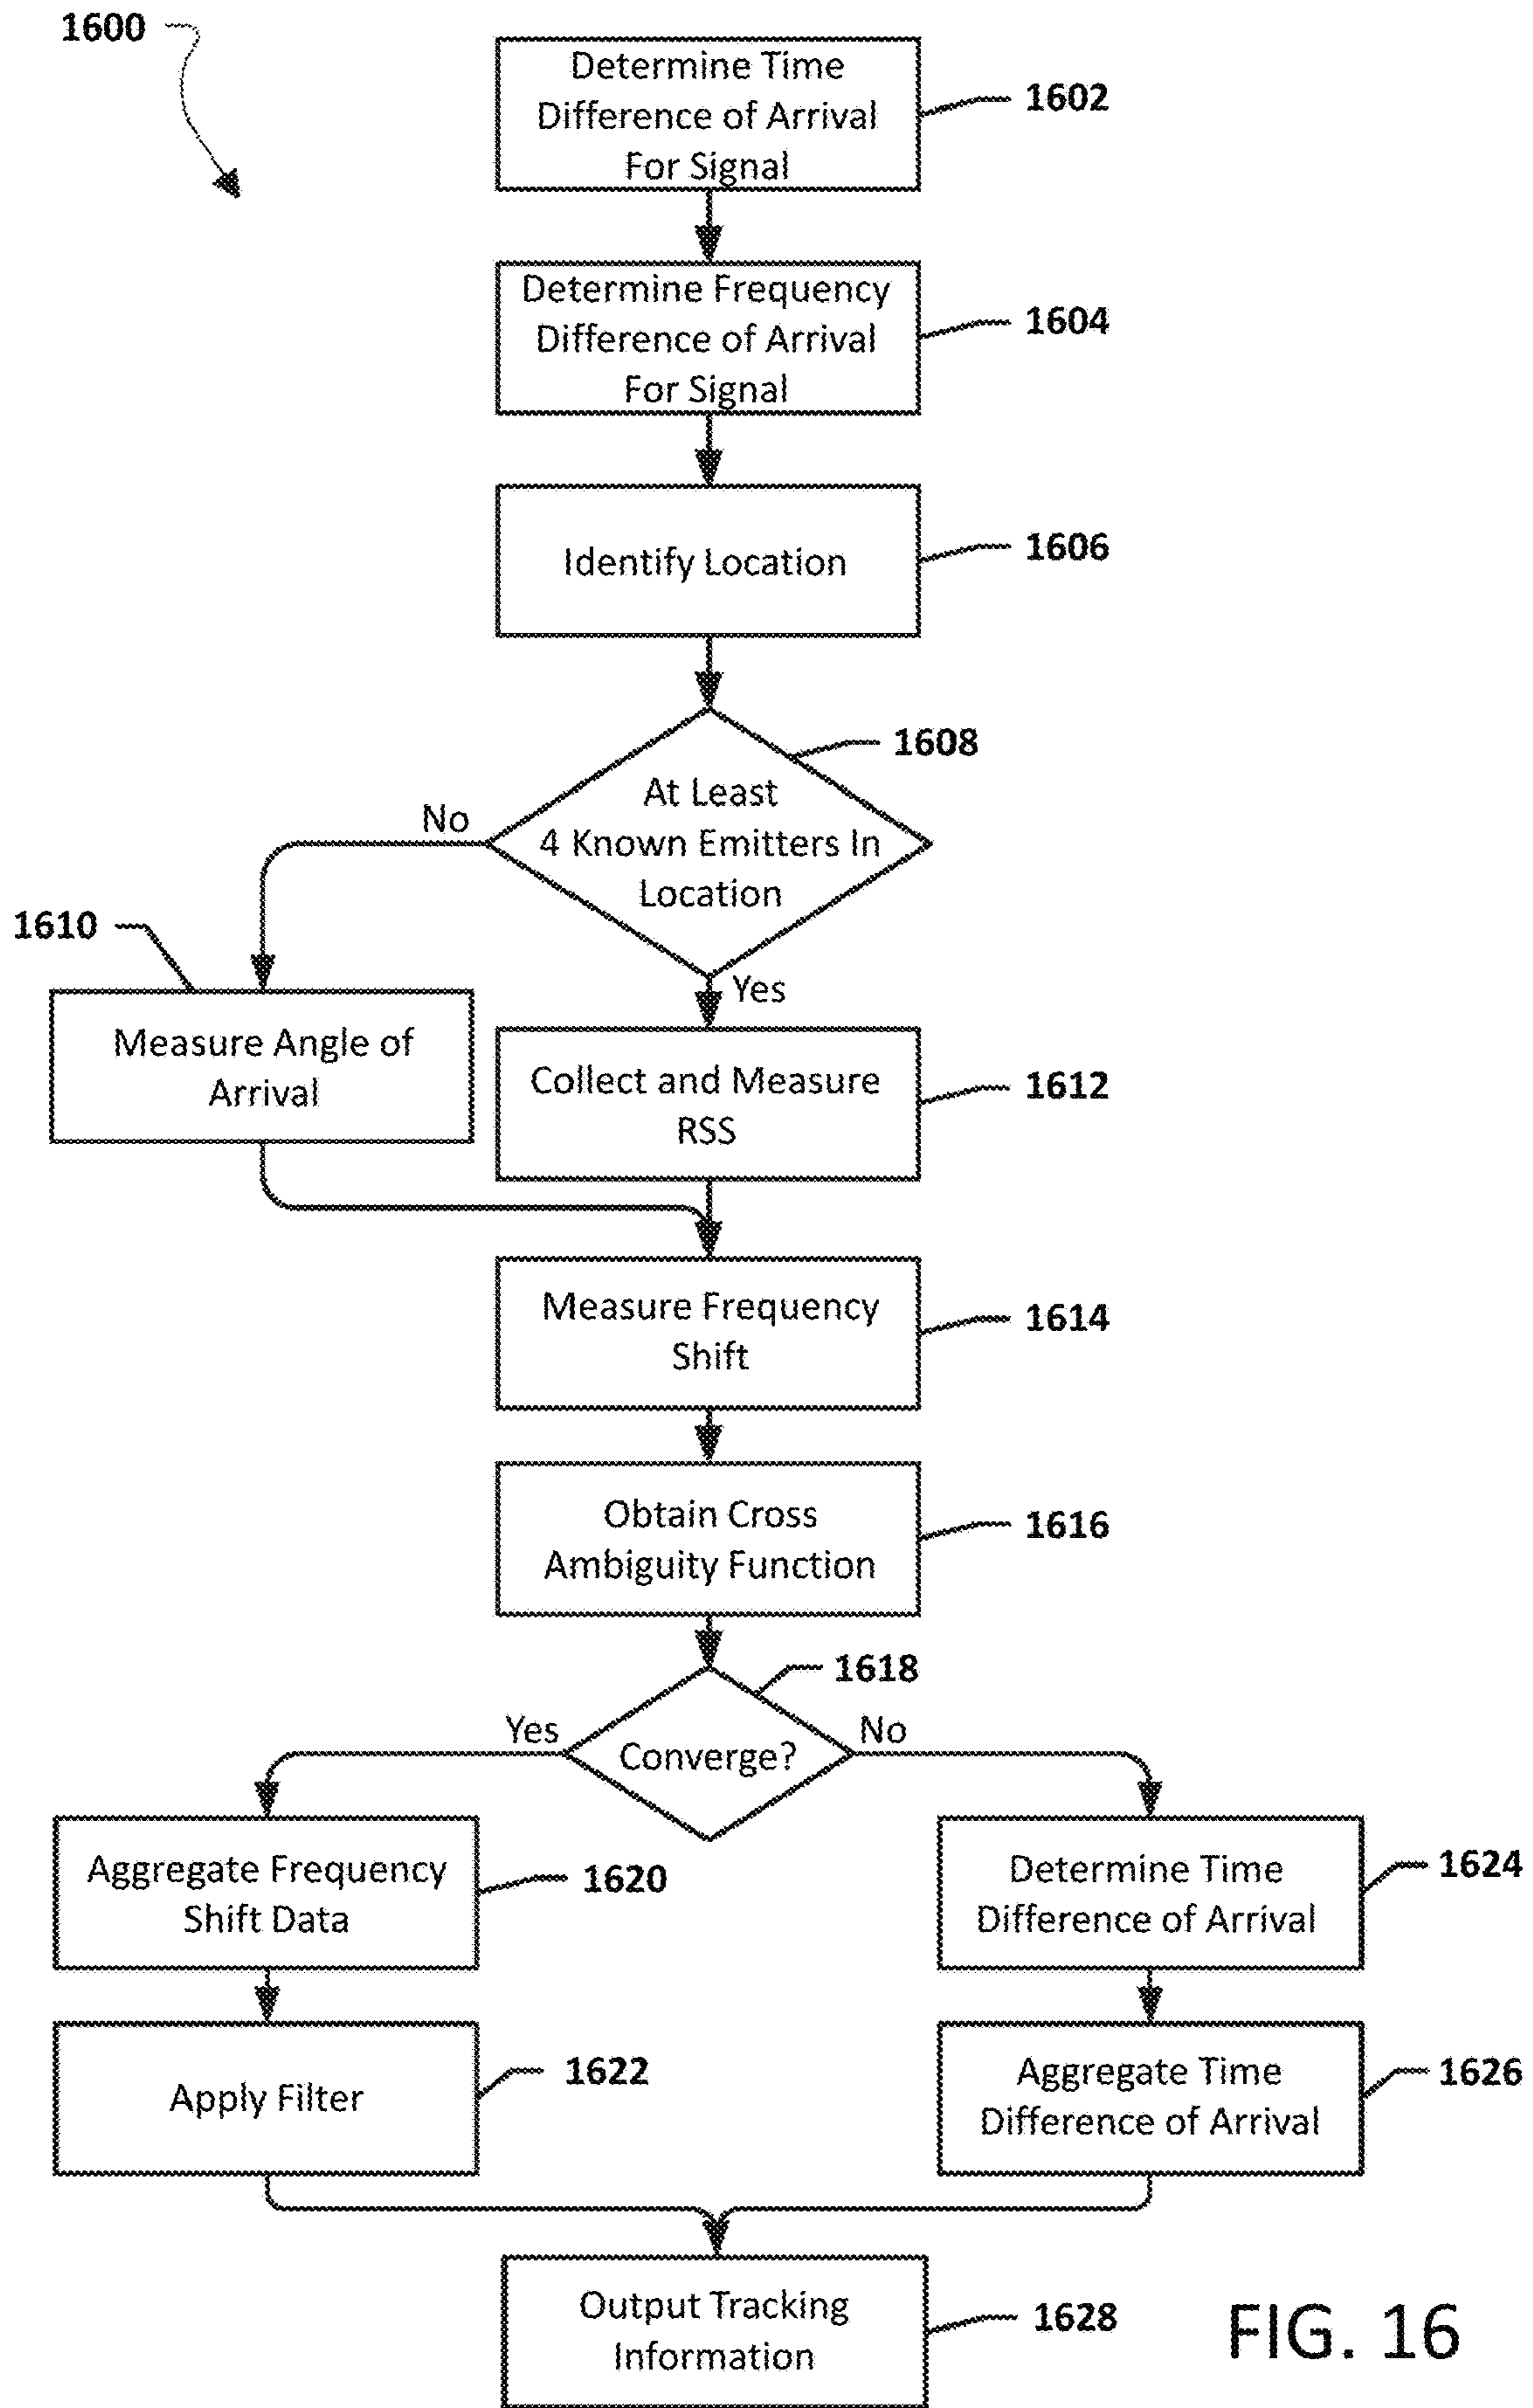 1600
Determine Time
Difference of Arrival
For Signal
1602
Determine Frequency
Difference of Arrival
For Signal
1604
Identify Location
1606
1608
At Least
4 Known Emitters In
Location
No
Yes
1610
Measure Angle of
Arrival
Collect and Measure
RSS
1612
Measure Frequency
Shift
1614
Obtain Cross
Ambiguity Function
1616
1618
Converge?
Yes
No
Aggregate Frequency
Shift Data
1620
Determine Time
Difference of Arrival
1624
Apply Filter
1622
Aggregate Time
Difference of Arrival
1626
Output Tracking
Information
1628
FIG. 16